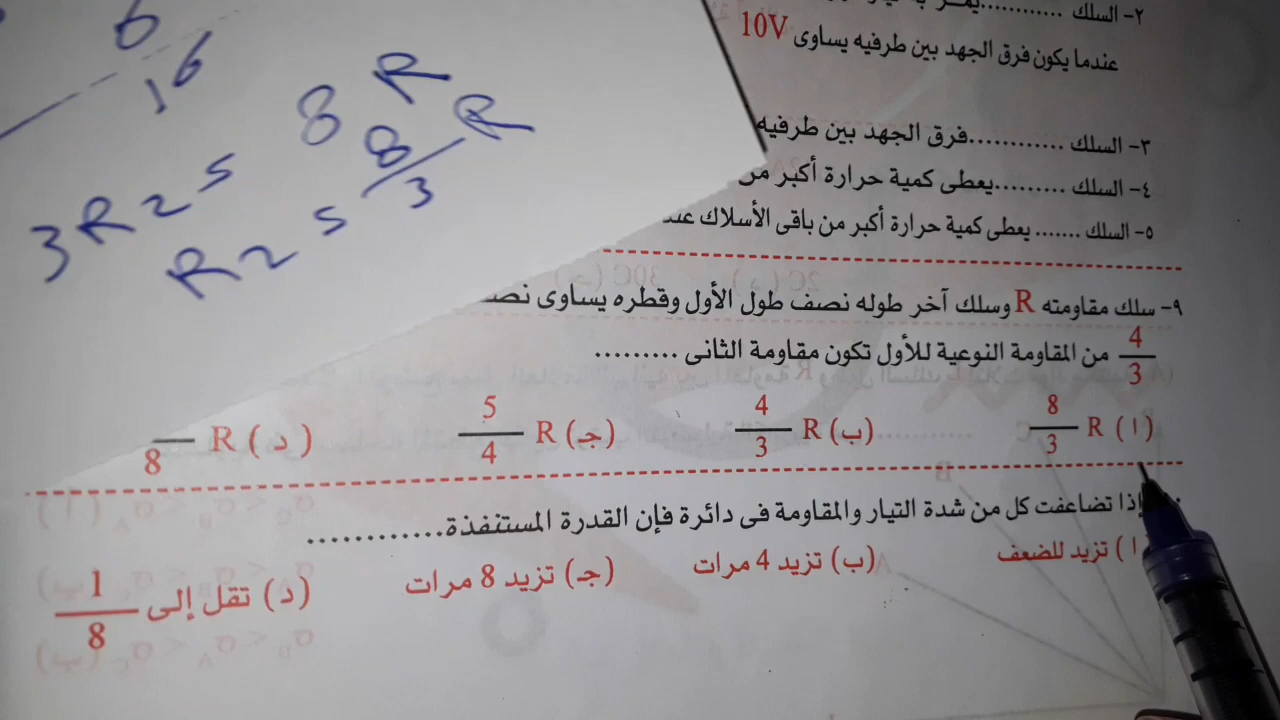 6
16
8 R
3R2 = 8/3 R
R2 =
٢- السلك ............
عندما يكون فرق الجهد بين طرفيه يساوى 10V
٣- السلك ............فرق الجهد بين طرفيه
٤- السلك .........يعطى كمية حرارة أكبر من
٥- السلك ....... يعطى كمية حرارة أكبر من باقى الأسلاك
٩- سلك مقاومته R وسلك آخر طوله نصف طول الأول وقطره يساوى
4/3 من المقاومة النوعية للأول تكون مقاومة الثانى .........
(ا) 8/3 R (ب) 4/3 R (جـ) 5/4 R (د) R 8
إذا تضاعفت كل من شدة التيار والمقاومة فى دائرة فإن القدرة المستنفذة............
(ا) تزيد للضعف (ب) تزيد 4 مرات (جـ) تزيد 8 مرات (د) تقل إلى 1/8